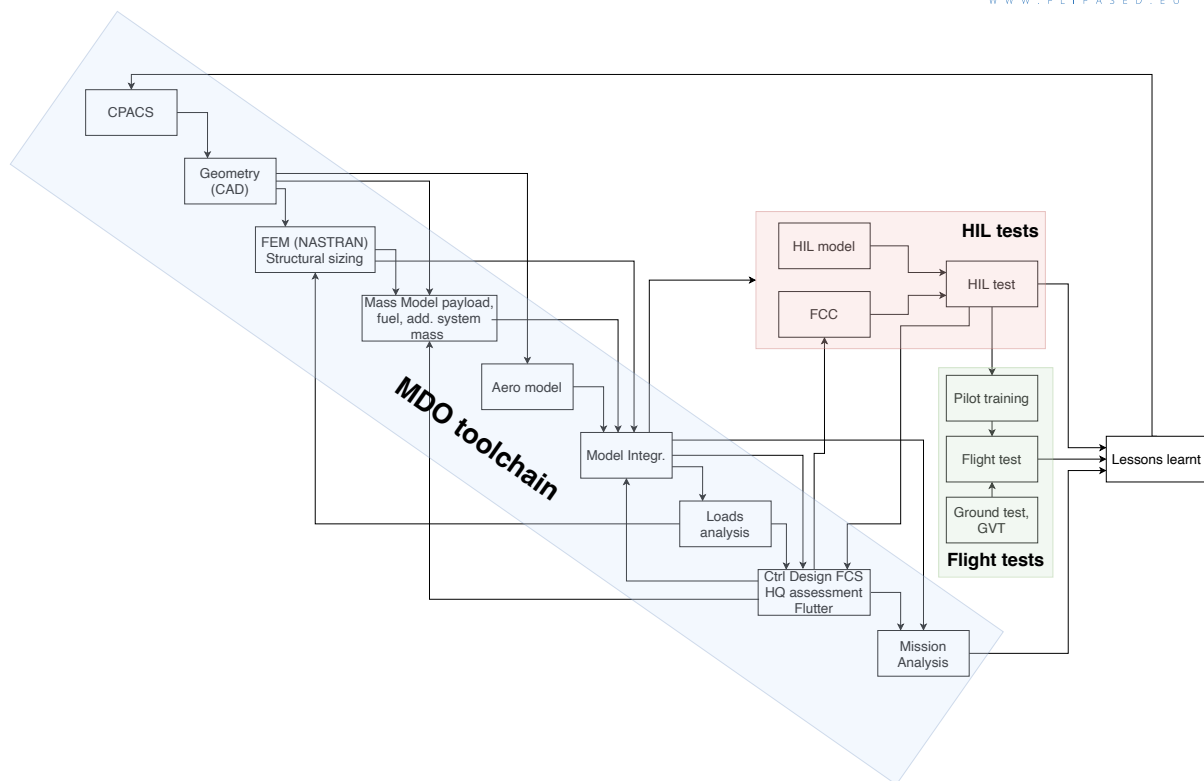 WWW.FLIPASED.EU
CPACS
Geometry
(CAD)
FEM (NASTRAN)
Structural sizing
Mass Model payload,
fuel, add. system
mass
Aero model
MDO toolchain
Model Integr.
Loads
analysis
Ctrl Design FCS
HQ assessment
Flutter
Mission
Analysis
HIL tests
HIL model
HIL test
FCC
Pilot training
Flight test
Ground test,
GVT
Flight tests
Lessons learnt